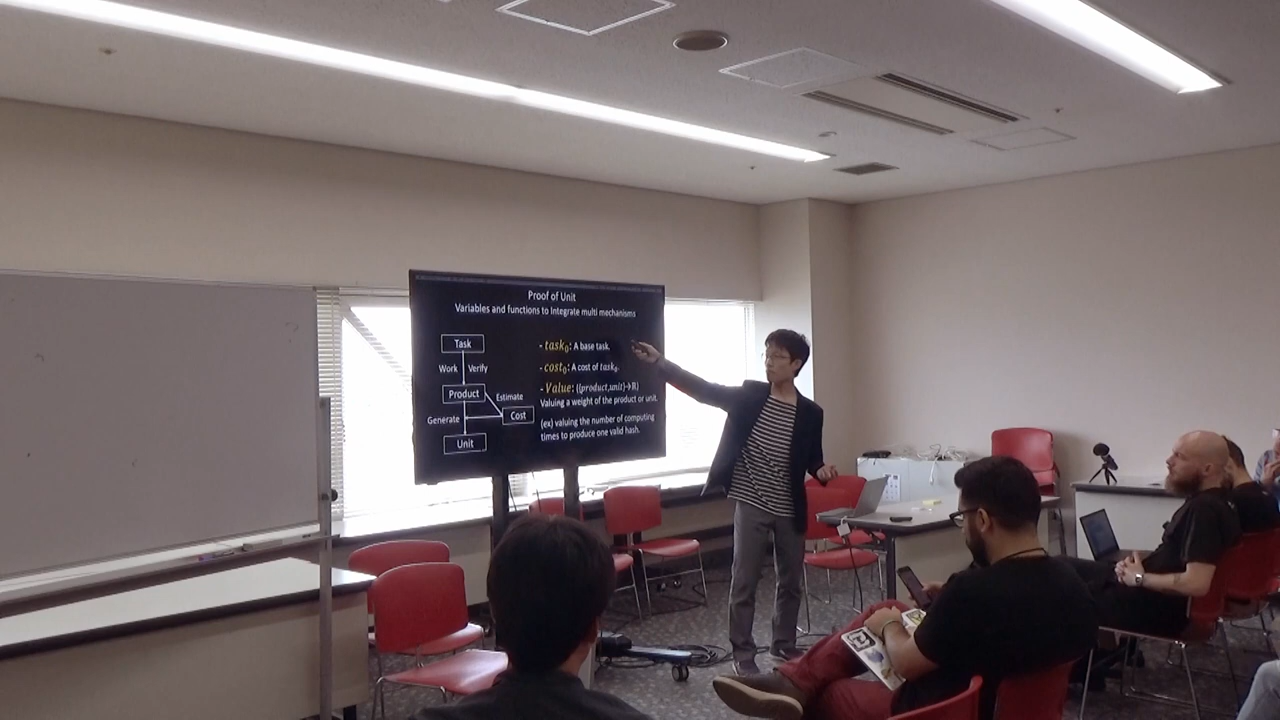 Proof of Unit
Variables and functions to Integrate multi mechanisms
Task
Work Verify
Product
Estimate
Cost
Generate
Unit
- task₀: A base task.
- cost₀: A cost of task₀.
- Value: ((product,unit)→ℝ)
Valuing a weight of the product or unit.
(ex) valuing the number of computing
times to produce one valid hash.